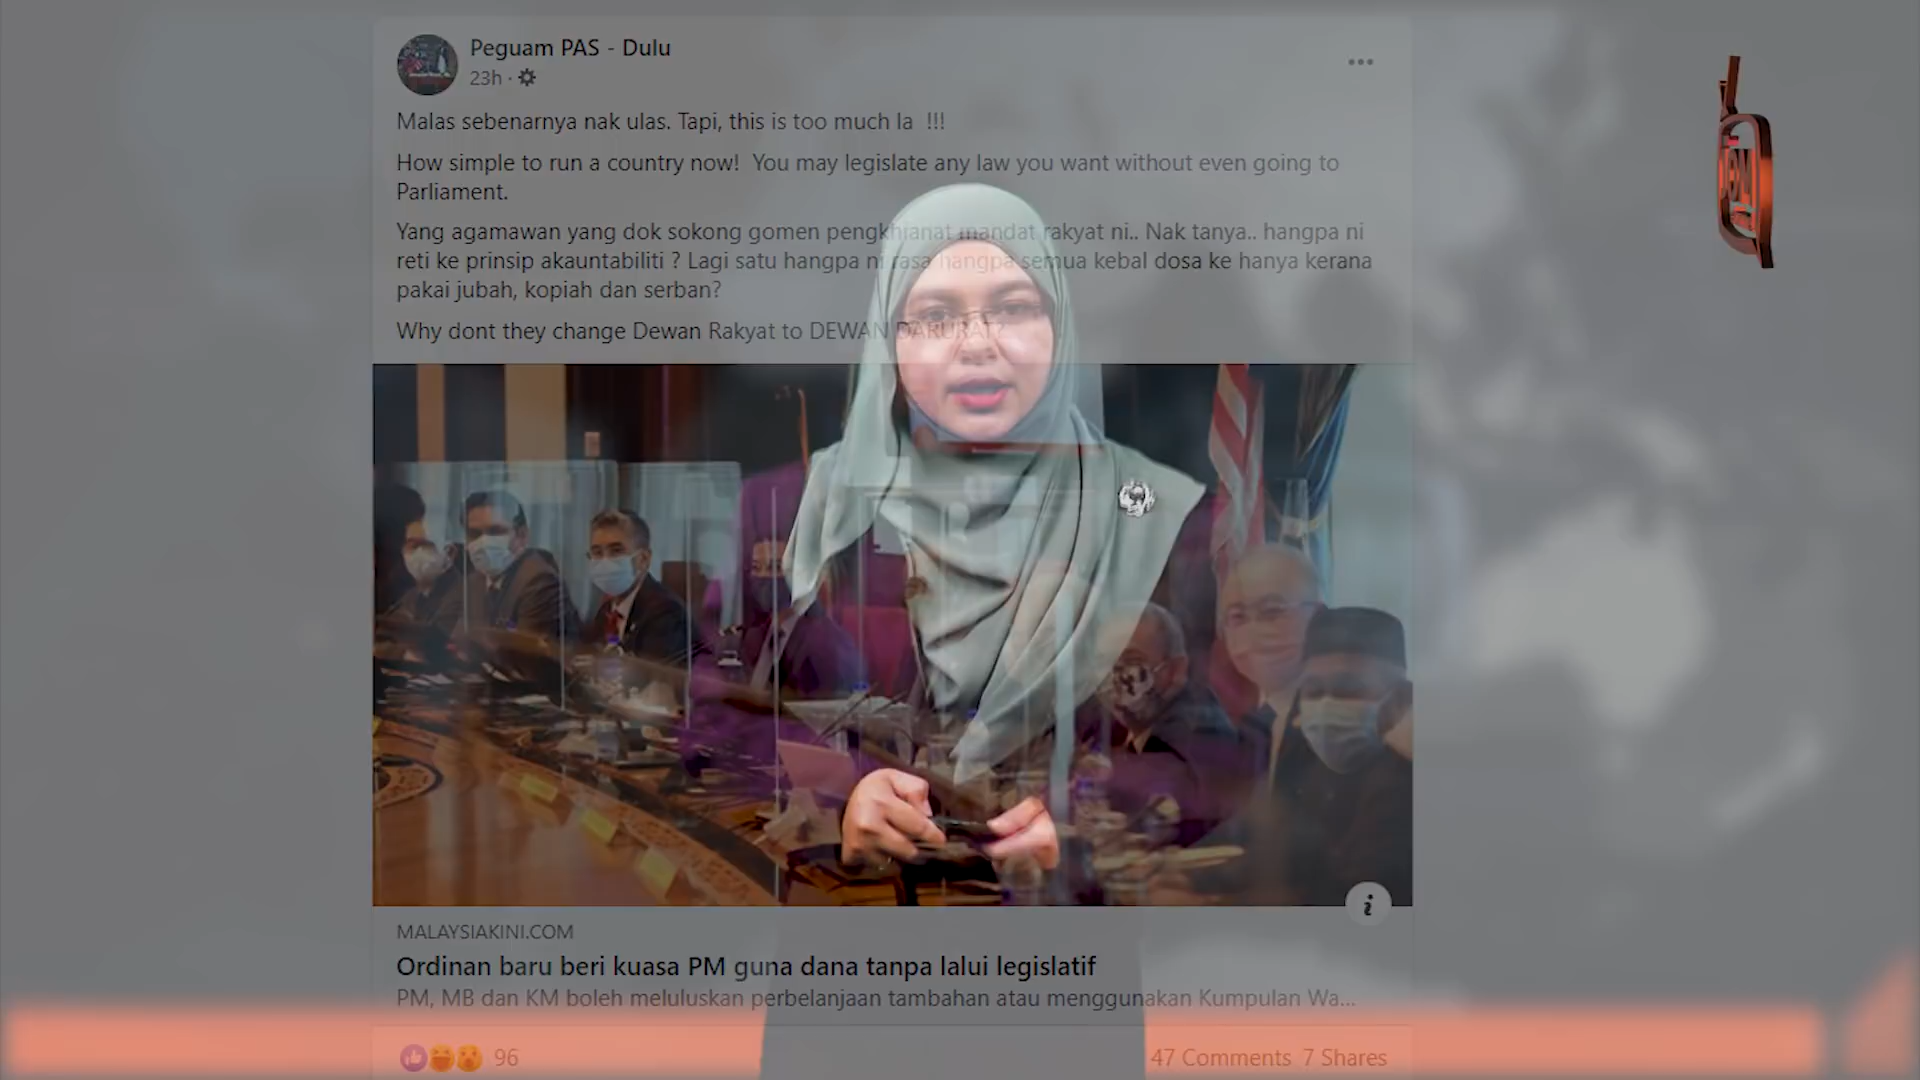 Peguam PAS - Dulu
23h ·
Malas sebenarnya nak ulas. Tapi, this is too much la !!!
How simple to run a country now! You may legislate any law you want without even going to
Parliament.
Yang agamawan yang dok sokong gomen pengkhianat mandat rakyat ni.. Nak tanya.. hangpa ni
reti ke prinsip akauntabiliti ? Lagi satu hangpa ni rasa hangpa semua kebal dosa ke hanya kerana
pakai jubah, kopiah dan serban?
Why dont they change Dewan Rakyat to DEWAN DARURAT?
MALAYSIAKINI.COM
Ordinan baru beri kuasa PM guna dana tanpa lalui legislatif
PM, MB dan KM boleh meluluskan perbelanjaan tambahan atau menggunakan Kumpulan Wa...
96
47 Comments 7 Shares